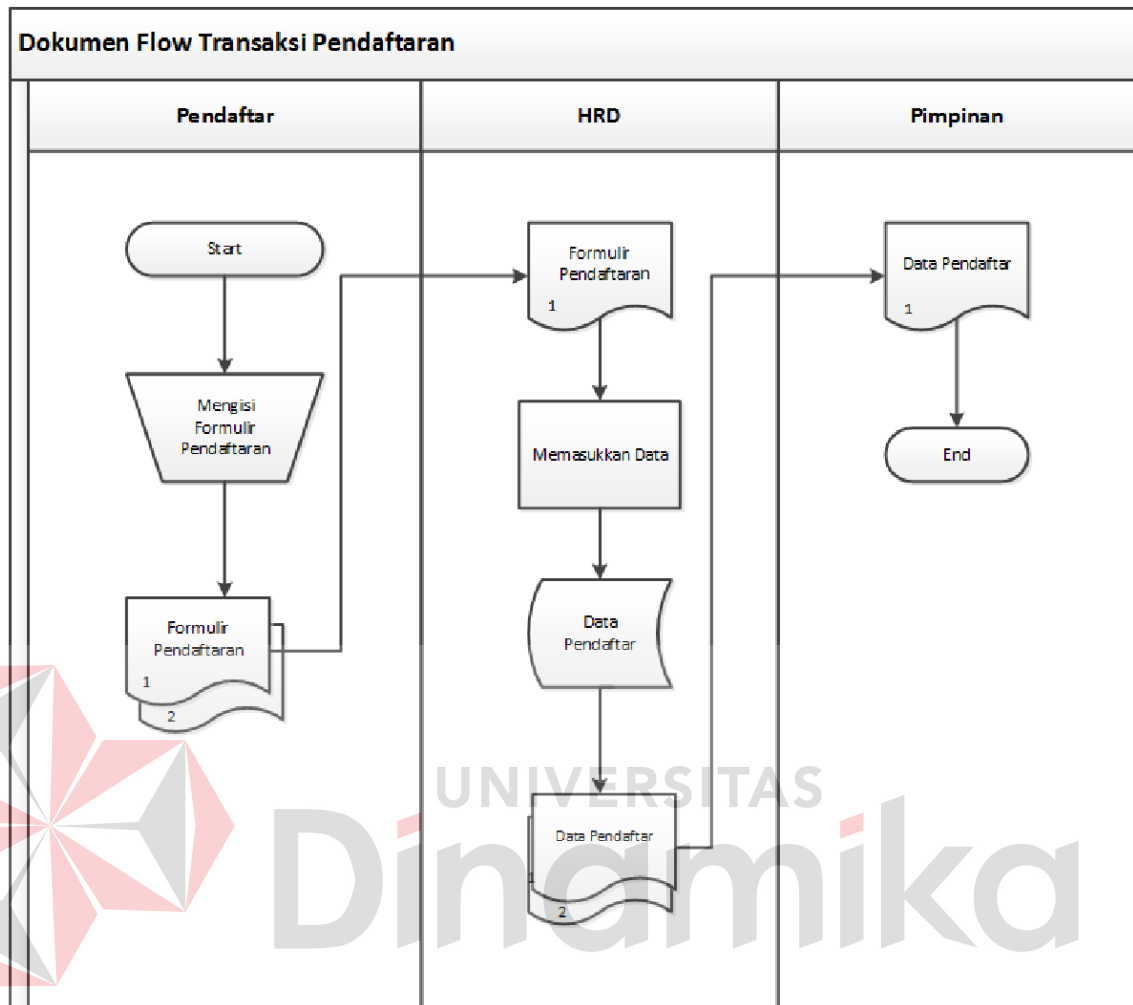 Dokumen Flow Transaksi Pendaftaran
Pendaftar
HRD
Pimpinan
Start
Mengisi
Formulir
Pendaftaran
Formulir
Pendaftaran
1
2
Formulir
Pendaftaran
1
Memasukkan Data
Data
Pendaftar
Data Pendaftar
1
2
Data Pendaftar
1
End
UNIVERSITAS
Dinamika